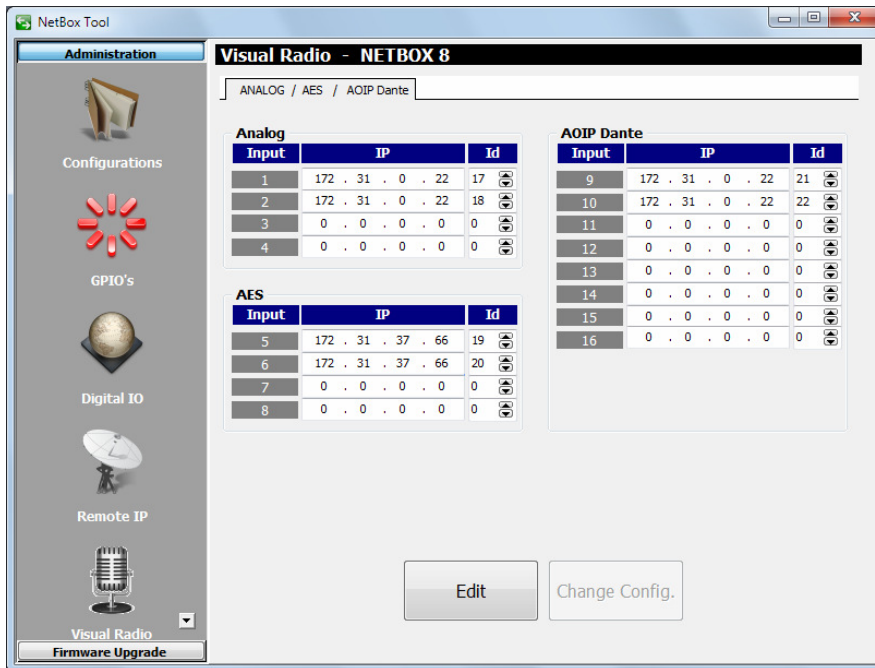 NetBox Tool
Administration
Configurations
GPIO's
Digital IO
Remote IP
Visual Radio
Firmware Upgrade
Visual Radio - NETBOX 8
ANALOG / AES / AOIP Dante
Analog
Input IP Id
1 172 . 31 . 0 . 22 17
2 172 . 31 . 0 . 22 18
3 0 . 0 . 0 . 0 0
4 0 . 0 . 0 . 0 0
AES
Input IP Id
5 172 . 31 . 37 . 66 19
6 172 . 31 . 37 . 66 20
7 0 . 0 . 0 . 0 0
8 0 . 0 . 0 . 0 0
AOIP Dante
Input IP Id
9 172 . 31 . 0 . 22 21
10 172 . 31 . 0 . 22 22
11 0 . 0 . 0 . 0 0
12 0 . 0 . 0 . 0 0
13 0 . 0 . 0 . 0 0
14 0 . 0 . 0 . 0 0
15 0 . 0 . 0 . 0 0
16 0 . 0 . 0 . 0 0
Edit
Change Config.